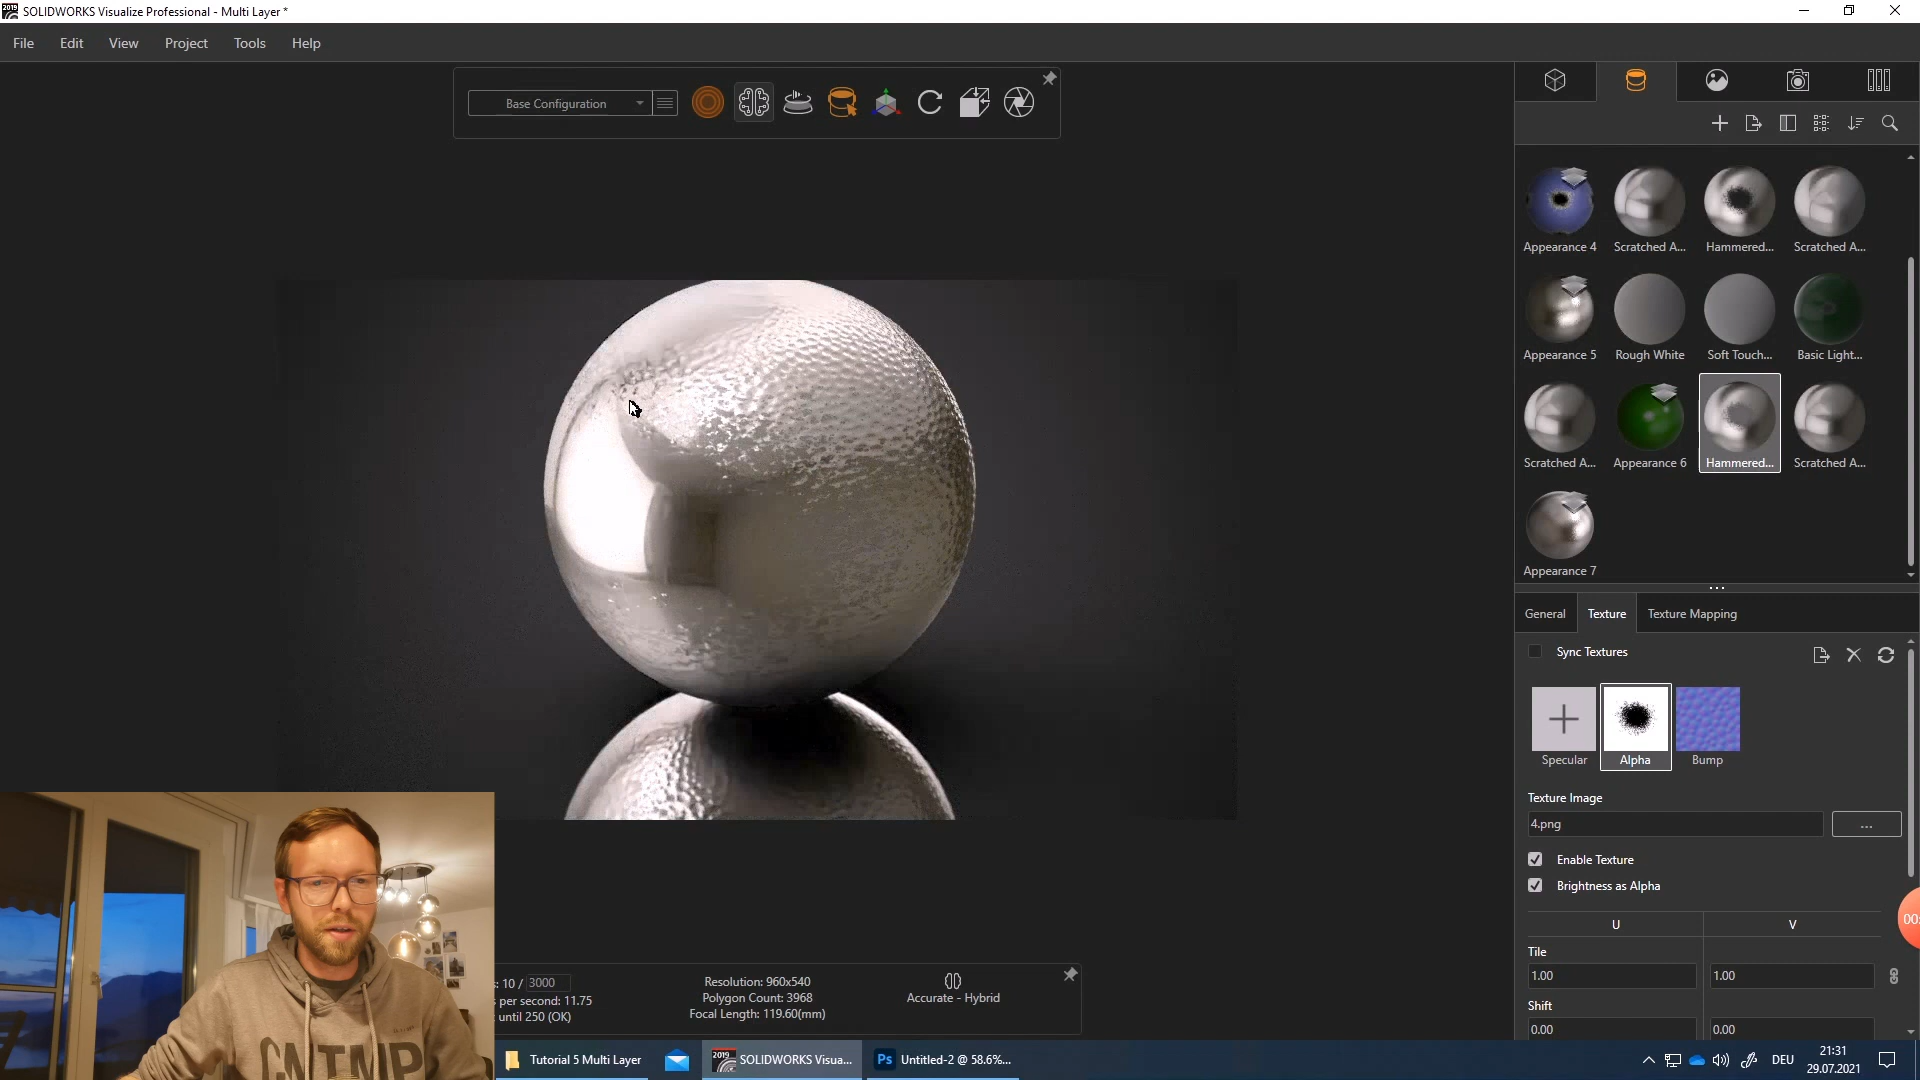 2019 SOLIDWORKS Visualize Professional - Multi Layer *
File Edit View Project Tools Help
Base Configuration
Appearance 4 Scratched A... Hammered... Scratched A...
Appearance 5 Rough White Soft Touch... Basic Light...
Scratched A... Appearance 6 Hammered... Scratched A...
Appearance 7
General Texture Texture Mapping
Sync Textures
Specular Alpha Bump
Texture Image
4.png ...
Enable Texture
Brightness as Alpha
U V
Tile
1.00 1.00
Shift
0.00 0.00
00:
: 10 / 3000
per second: 11.75
until 250 (OK)
Resolution: 960x540
Polygon Count: 3968
Focal Length: 119.60(mm)
Accurate - Hybrid
Tutorial 5 Multi Layer 2019 SOLIDWORKS Visua... Ps Untitled-2 @ 58.6%...
DEU 21:31
29.07.2021